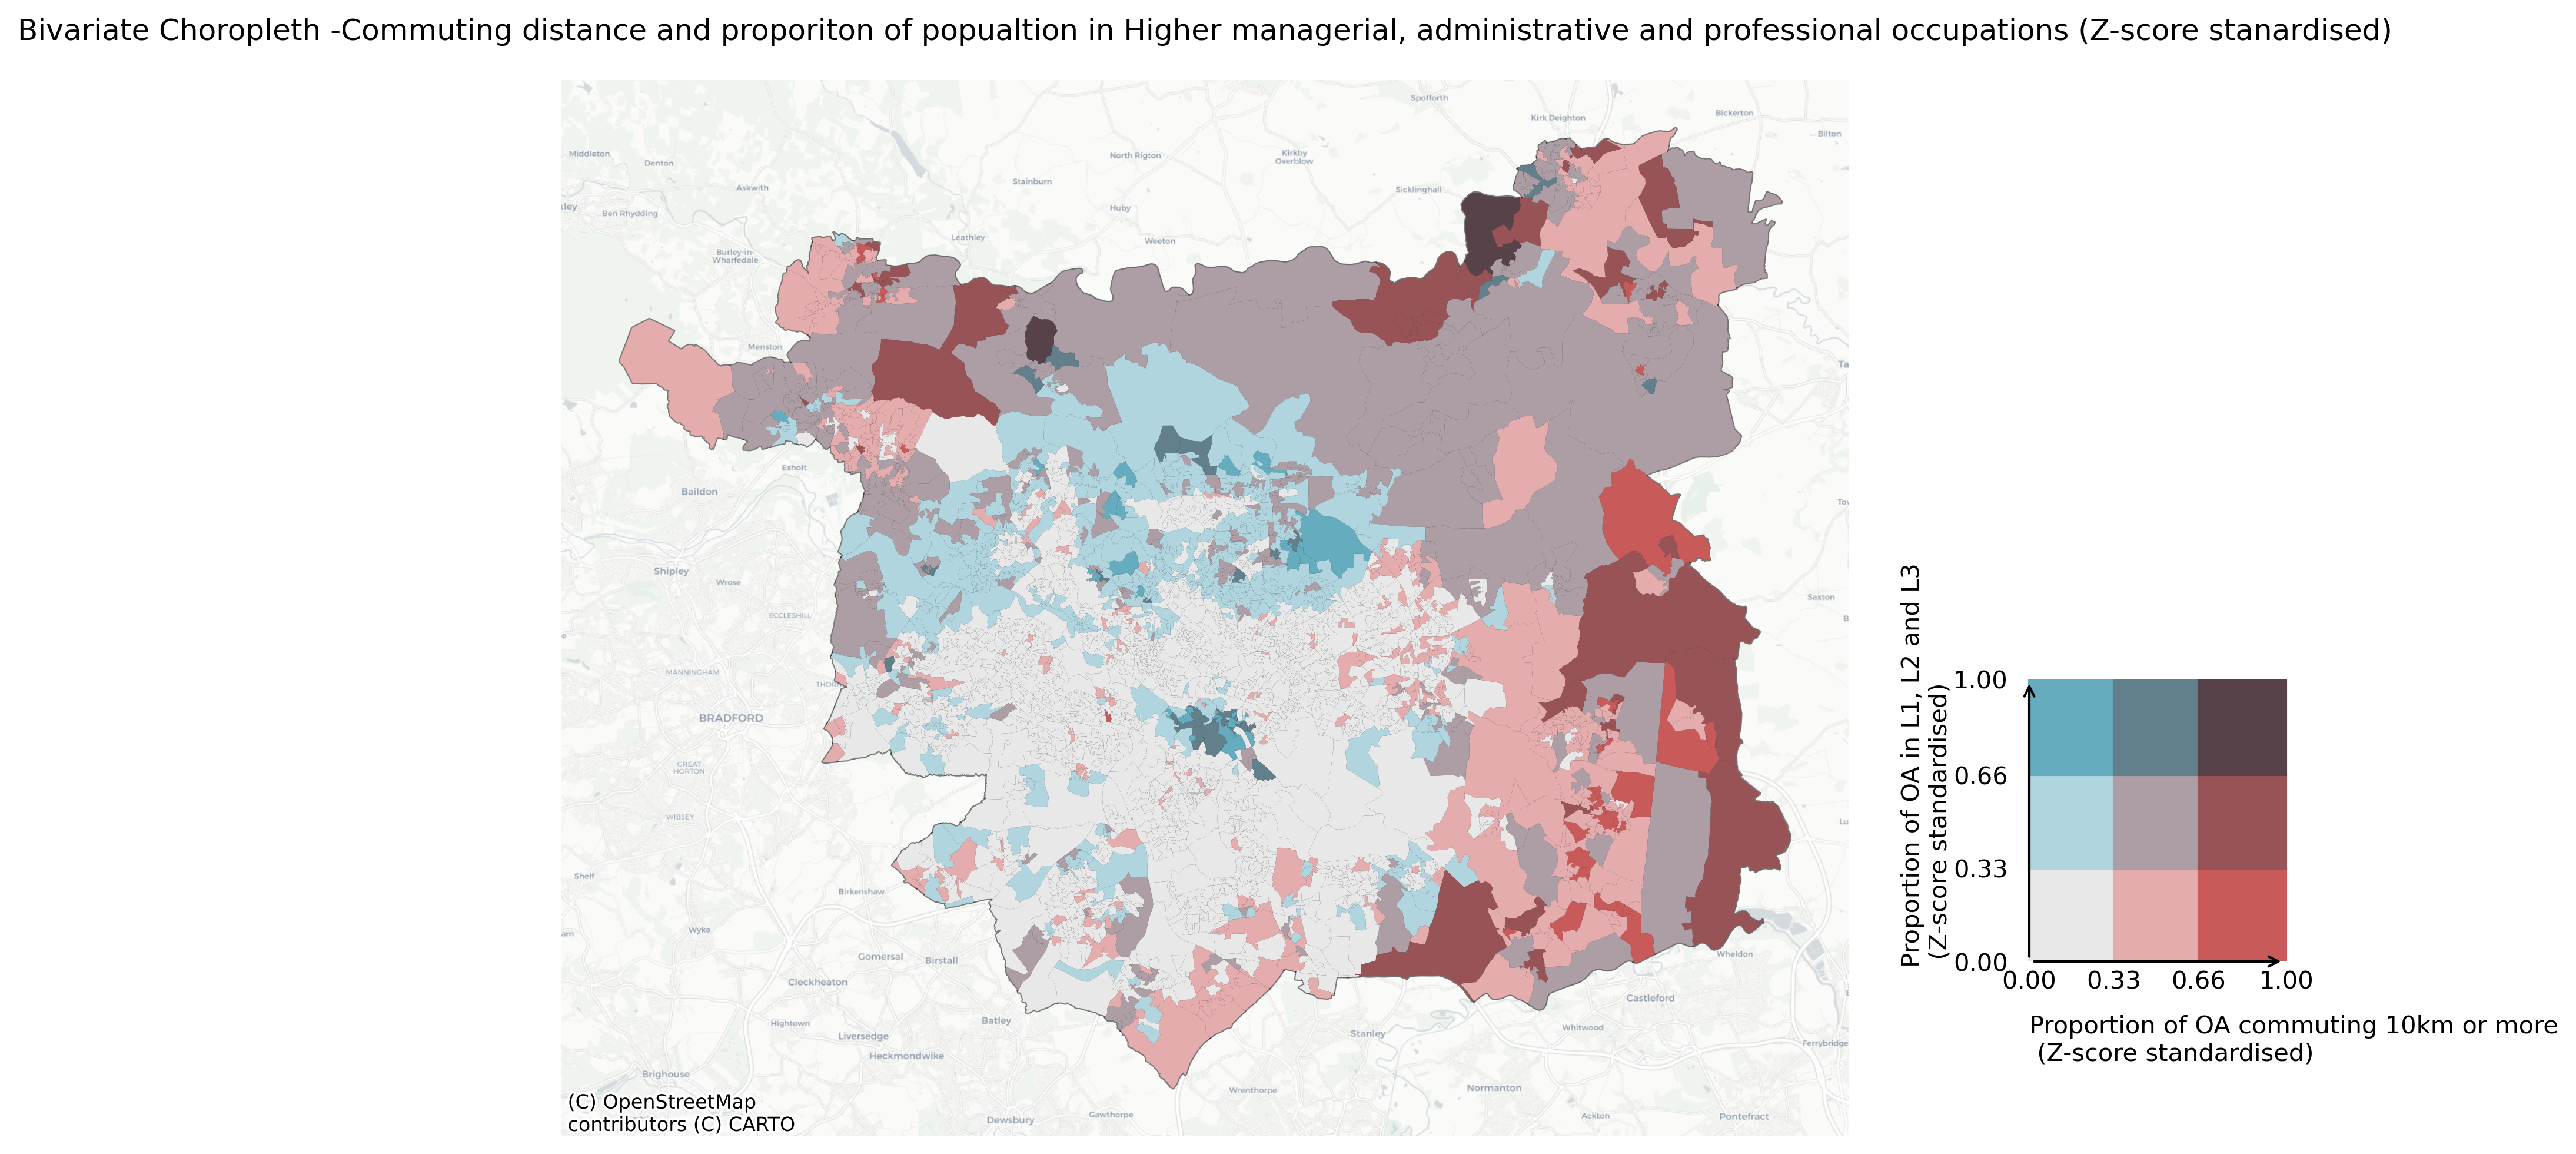 Bivariate Choropleth -Commuting distance and proporiton of popualtion in Higher managerial, administrative and professional occupations (Z-score stanardised)
Spofforth
Kirk Deighton
Bickerton
Bilton
Middleton
Denton
North Rigton
Kirkby
Overblow
Askwith
Stainburn
Sicklinghall
kley
Ben Rhydding
Huby
Leathley
Weeton
Burley-in-
Wharfedale
Menston
Ta
Esholt
Baildon
Tov
Shipley
Wrose
Saxton
ECCLESHILL
B
MANNINGHAM
THOR
BRADFORD
GREAT
HORTON
WIBSEY
Lu
Shelf
Birkenshaw
am
Wyke
Gomersal
Birstall
Wheldon
Cleckheaton
Castleford
Hightown
Batley
Stanley
Whitwood
Liversedge
Ferrybridge
Heckmondwike
Brighouse
Wrenthorpe
Normanton
Dewsbury
Gawthorpe
Ackton
Pontefract
(C) OpenStreetMap
contributors (C) CARTO
Proportion of OA in L1, L2 and L3
(Z-score standardised)
1.00
0.66
0.33
0.00
0.00 0.33 0.66 1.00
Proportion of OA commuting 10km or more
(Z-score standardised)